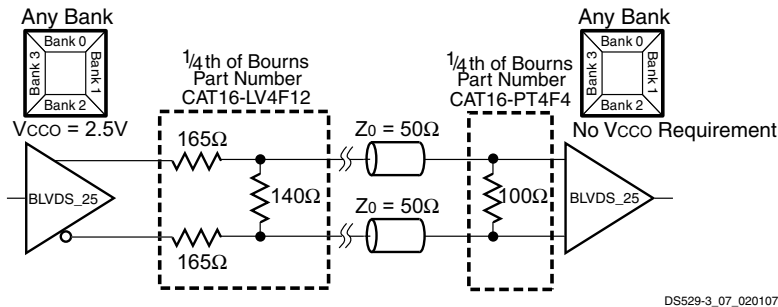 Any Bank
Bank 0
Bank 3
Bank 1
Bank 2
VCCO = 2.5V
1/4th of Bourns
Part Number
CAT16-LV4F12
165Ω
140Ω
165Ω
BLVDS_25
Z0 = 50Ω
Z0 = 50Ω
1/4th of Bourns
Part Number
CAT16-PT4F4
100Ω
Any Bank
Bank 0
Bank 3
Bank 1
Bank 2
No VCCO Requirement
BLVDS_25
DS529-3_07_020107